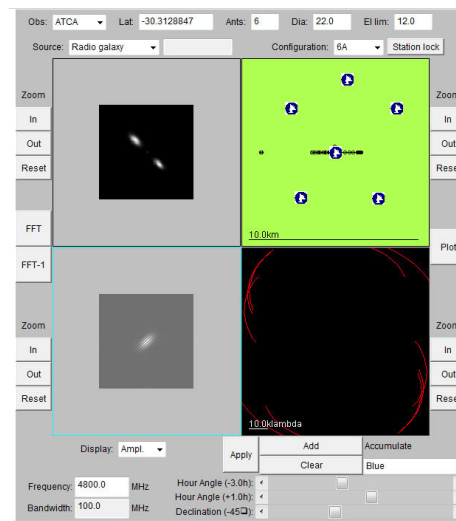 Obs: ATCA Lat: -30.3128847 Ants: 6 Dia: 22.0 El lim: 12.0
Source: Radio galaxy Configuration: 6A Station lock
Zoom Zoom
In In
Out Out
Reset Rese
10.0km
FFT
Plot
FFT-1
Zoom Zoom
In In
Out Out
Reset Rese
10.0klambda
Display: Ampl. Apply Add Accumulate
Clear Blue
Frequency: 4800.0 MHz Hour Angle (-3.0h):
Hour Angle (+1.0h):
Bandwidth: 100.0 MHz Declination (-45□):